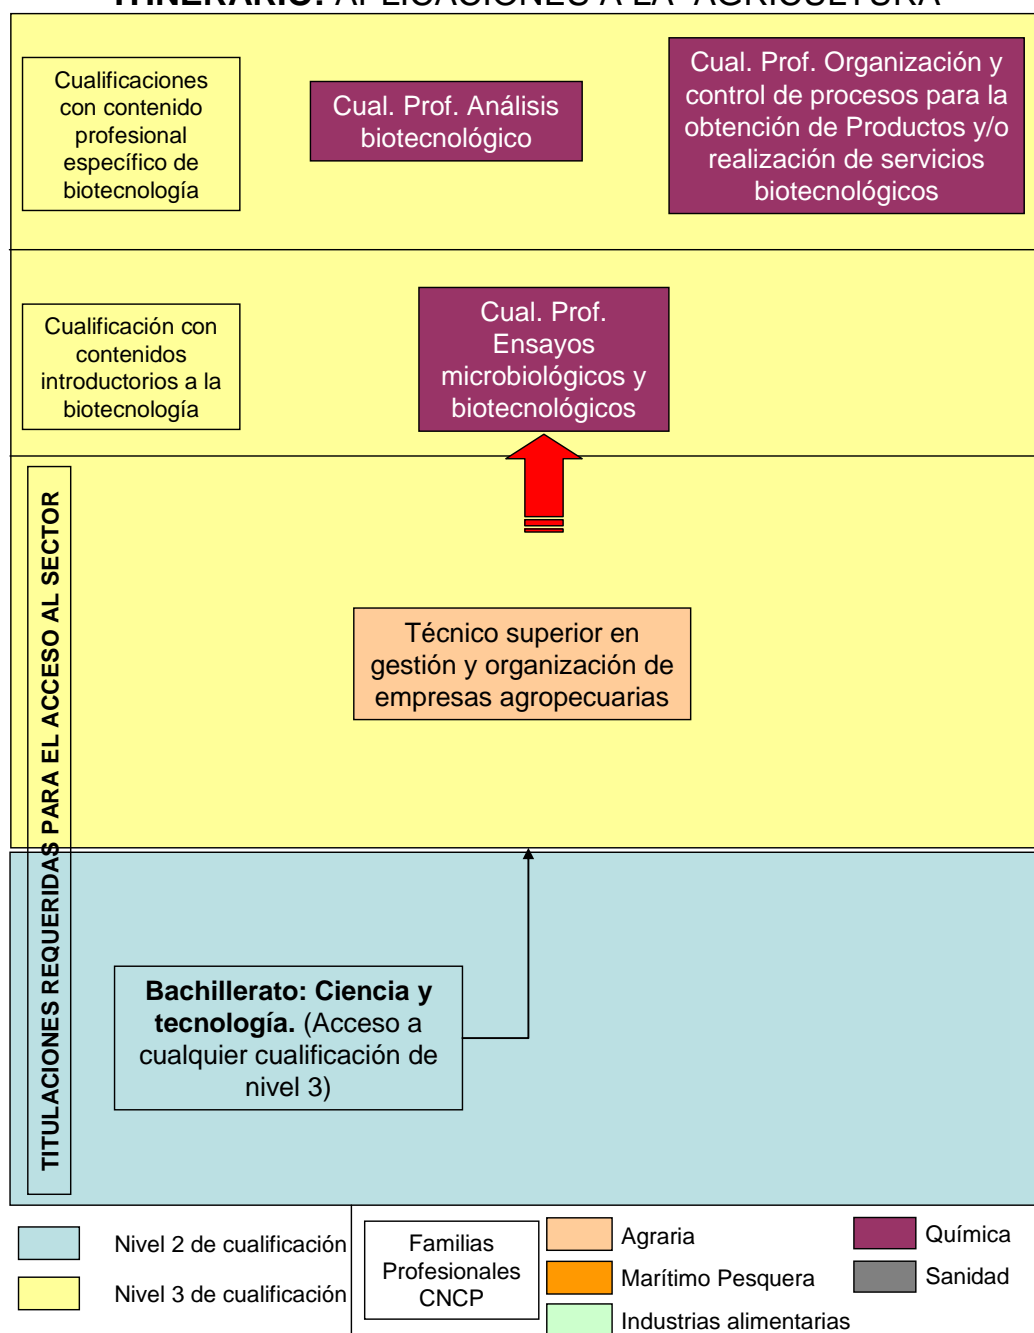 ITINERARIO: APLICACIONES A LA AGRICULTURA
Cualificaciones
con contenido
profesional
específico de
biotecnología
Cual. Prof. Análisis
biotecnológico
Cual. Prof. Organización y
control de procesos para la
obtención de Productos y/o
realización de servicios
biotecnológicos
Cualificación con
contenidos
introductorios a la
biotecnología
Cual. Prof.
Ensayos
microbiológicos y
biotecnológicos
TITULACIONES REQUERIDAS PARA EL ACCESO AL SECTOR
Técnico superior en
gestión y organización de
empresas agropecuarias
Bachillerato: Ciencia y
tecnología. (Acceso a
cualquier cualificación de
nivel 3)
Nivel 2 de cualificación
Nivel 3 de cualificación
Familias
Profesionales
CNCP
Agraria
Marítimo Pesquera
Industrias alimentarias
Química
Sanidad